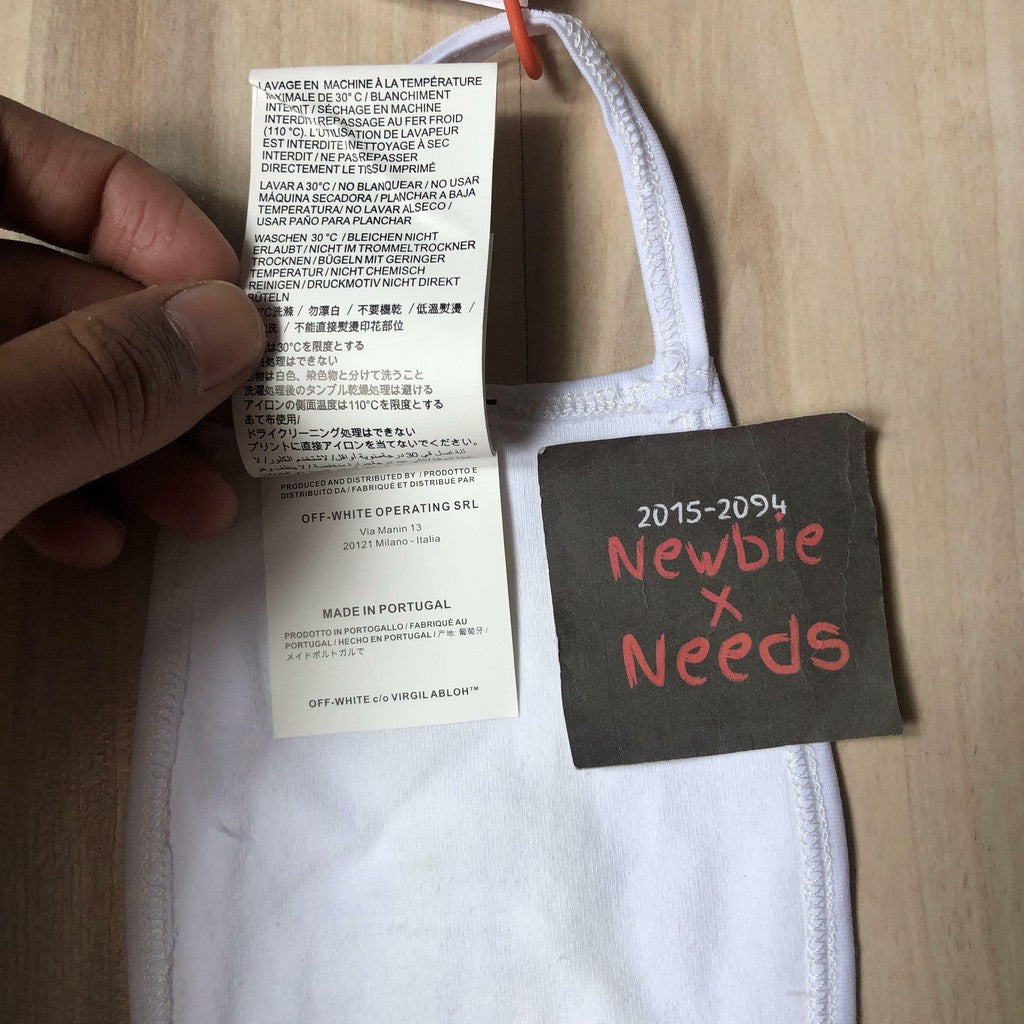 LAVAGE EN MACHINE À LA TEMPÉRATURE
MAXIMALE DE 30° C / BLANCHIMENT
INTERDIT / SÉCHAGE EN MACHINE
INTERDIT / REPASSAGE AU FER FROID
(110 °C). L'UTILISATION DE LAVAPEUR
EST INTERDITE / NETTOYAGE À SEC
INTERDIT / NE PAS REPASSER
DIRECTEMENT LE TISSU IMPRIMÉ
LAVAR A 30°C / NO BLANQUEAR / NO USAR
MÁQUINA SECADORA / PLANCHAR A BAJA
TEMPERATURA / NO LAVAR ALSECO /
USAR PAÑO PARA PLANCHAR
WASCHEN 30 °C / BLEICHEN NICHT
ERLAUBT / NICHT IM TROMMELTROCKNER
TROCKNEN / BÜGELN MIT GERINGER
TEMPERATUR / NICHT CHEMISCH
REINIGEN / DRUCKMOTIV NICHT DIREKT
BÜTELN
°C洗滌 / 勿漂白 / 不要機乾 / 低溫熨燙 /
洗 / 不能直接熨燙印花部位
は30°Cを限度とする
処理はできない
物は白色、染色物と分けて洗うこと
洗濯処理後のタンブル乾燥処理は避ける
アイロンの側面温度は110°Cを限度とする
あて布使用/
ドライクリーニング処理はできない
プリントに直接アイロンを当てないでください。
PRODUCED AND DISTRIBUTED BY / PRODOTTO E
DISTRIBUITO DA / FABRIQUÉ ET DISTRIBUÉ PAR
OFF-WHITE OPERATING SRL
Via Manin 13
20121 Milano - Italia
MADE IN PORTUGAL
PRODOTTO IN PORTOGALLO / FABRIQUÉ AU
PORTUGAL / HECHO EN PORTUGAL / 产地: 葡萄牙 /
メイドポルトガルで
OFF-WHITE c/o VIRGIL ABLOH™
2015-2094
Newbie
x
Needs